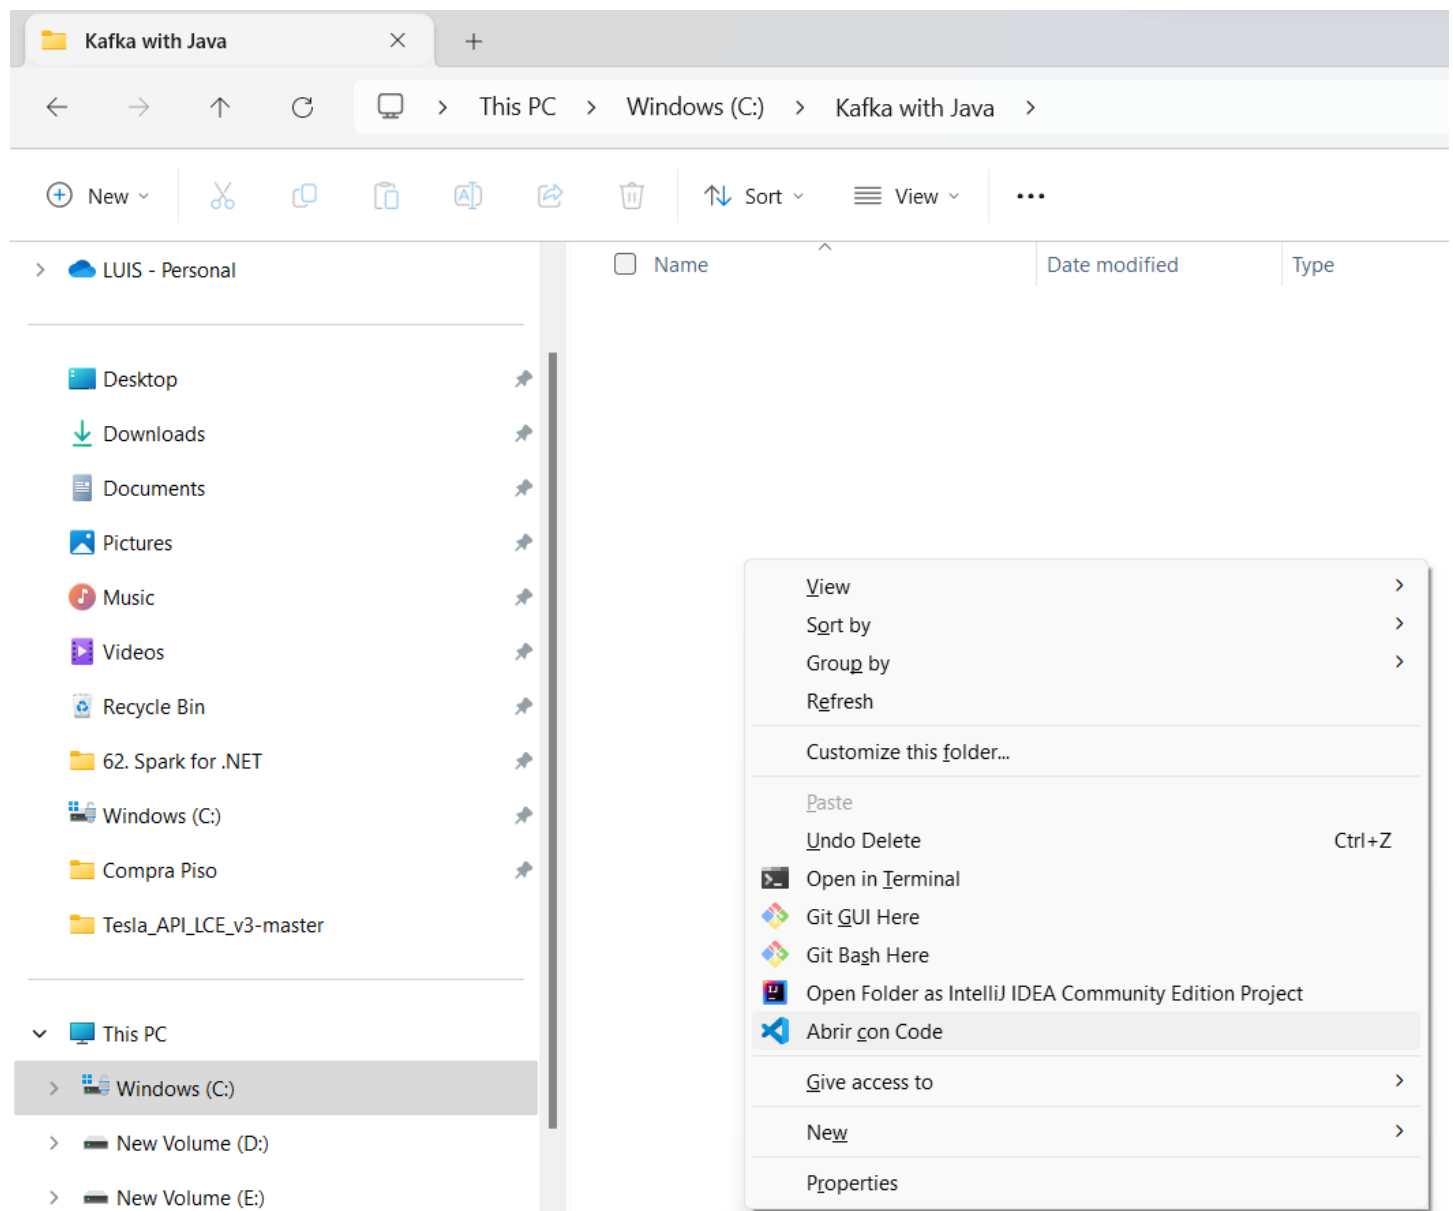 Kafka with Java
This PC
Windows (C:)
Kafka with Java
New
Sort
View
LUIS - Personal
Desktop
Downloads
Documents
Pictures
Music
Videos
Recycle Bin
62. Spark for .NET
Windows (C:)
Compra Piso
Tesla_API_LCE_v3-master
This PC
Windows (C:)
New Volume (D:)
New Volume (E:)
Name
Date modified
Type
View
Sort by
Group by
Refresh
Customize this folder...
Paste
Undo Delete Ctrl+Z
Open in Terminal
Git GUI Here
Git Bash Here
Open Folder as IntelliJ IDEA Community Edition Project
Abrir con Code
Give access to
New
Properties